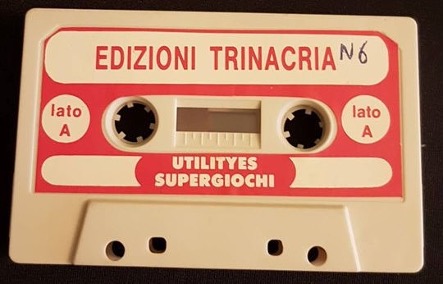 EDIZIONI TRINACRIA N6
lato
A
lato
A
UTILITYES
SUPERGIOCHI